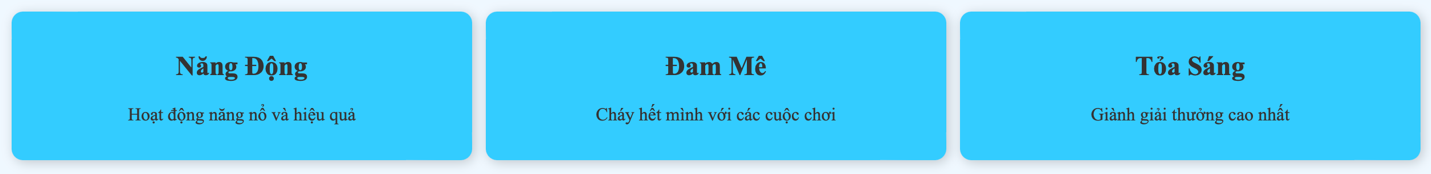 Năng Động
Hoạt động năng nổ và hiệu quả
Đam Mê
Cháy hết mình với các cuộc chơi
Tỏa Sáng
Giành giải thưởng cao nhất